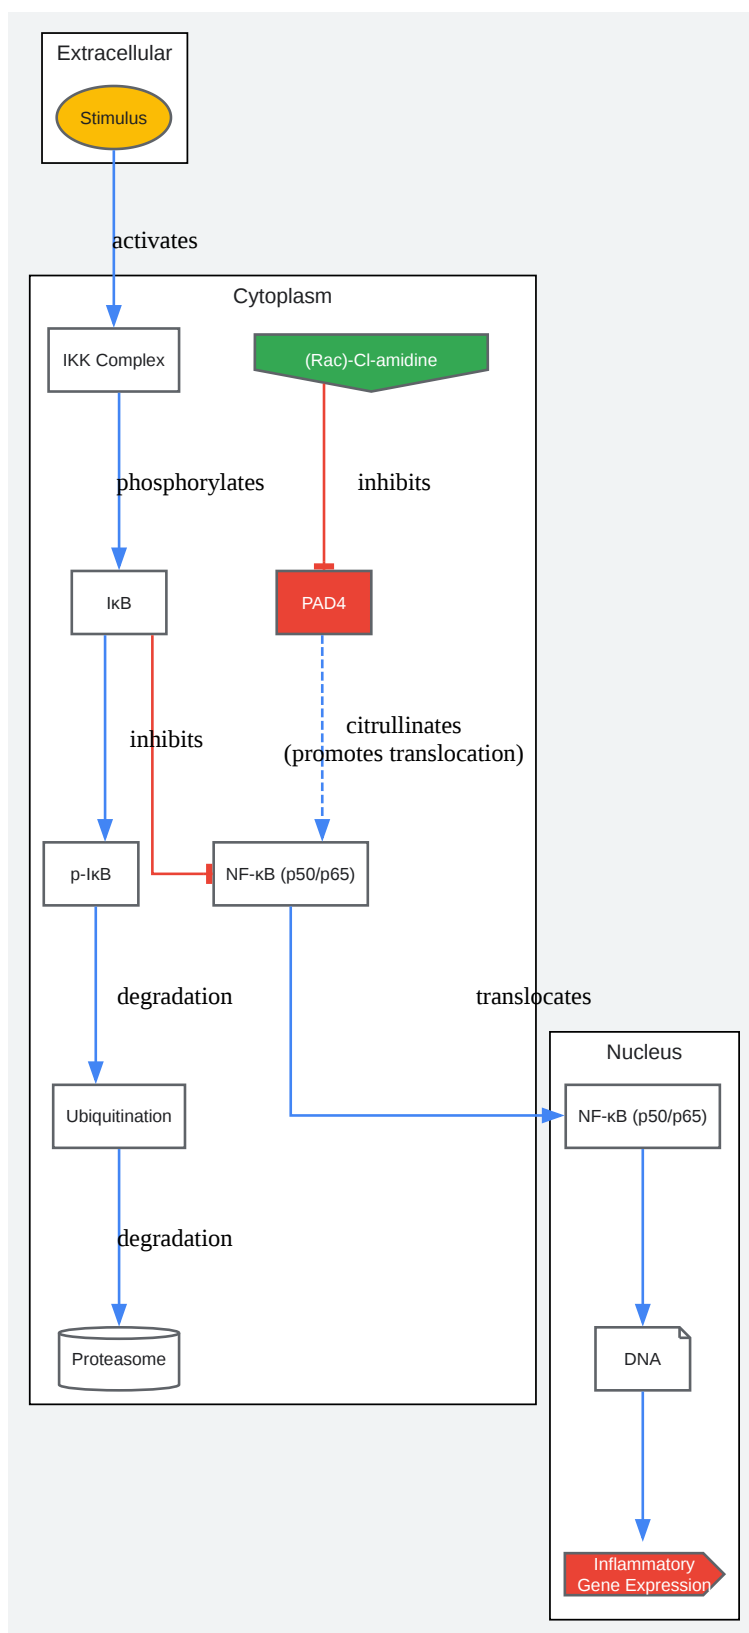 Extracellular
Stimulus
activates
Cytoplasm
IKK Complex
(Rac)-Cl-amidine
phosphorylates
inhibits
IκB
PAD4
inhibits
citrullinates
(promotes translocation)
p-IκB
NF-κB (p50/p65)
degradation
translocates
Nucleus
Ubiquitination
NF-κB (p50/p65)
degradation
Proteasome
DNA
Inflammatory
Gene Expression